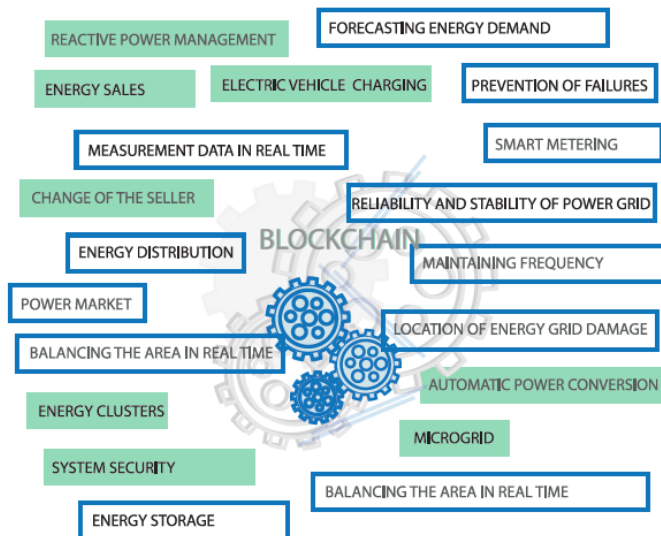 FORECASTING ENERGY DEMAND
REACTIVE POWER MANAGEMENT
ENERGY SALES
ELECTRIC VEHICLE CHARGING
PREVENTION OF FAILURES
MEASUREMENT DATA IN REAL TIME
SMART METERING
CHANGE OF THE SELLER
RELIABILITY AND STABILITY OF POWER GRID
BLOCKCHAIN
ENERGY DISTRIBUTION
MAINTAINING FREQUENCY
POWER MARKET
LOCATION OF ENERGY GRID DAMAGE
BALANCING THE AREA IN REAL TIME
AUTOMATIC POWER CONVERSION
ENERGY CLUSTERS
MICROGRID
SYSTEM SECURITY
BALANCING THE AREA IN REAL TIME
ENERGY STORAGE